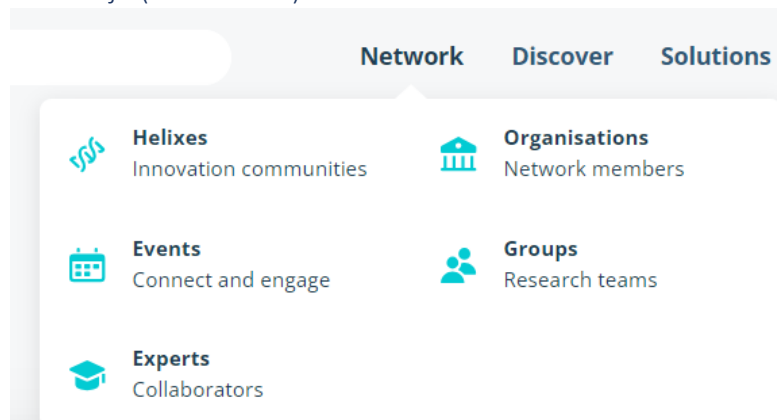 Network Discover Solutions
Helixes
Innovation communities
Organisations
Network members
Events
Connect and engage
Groups
Research teams
Experts
Collaborators